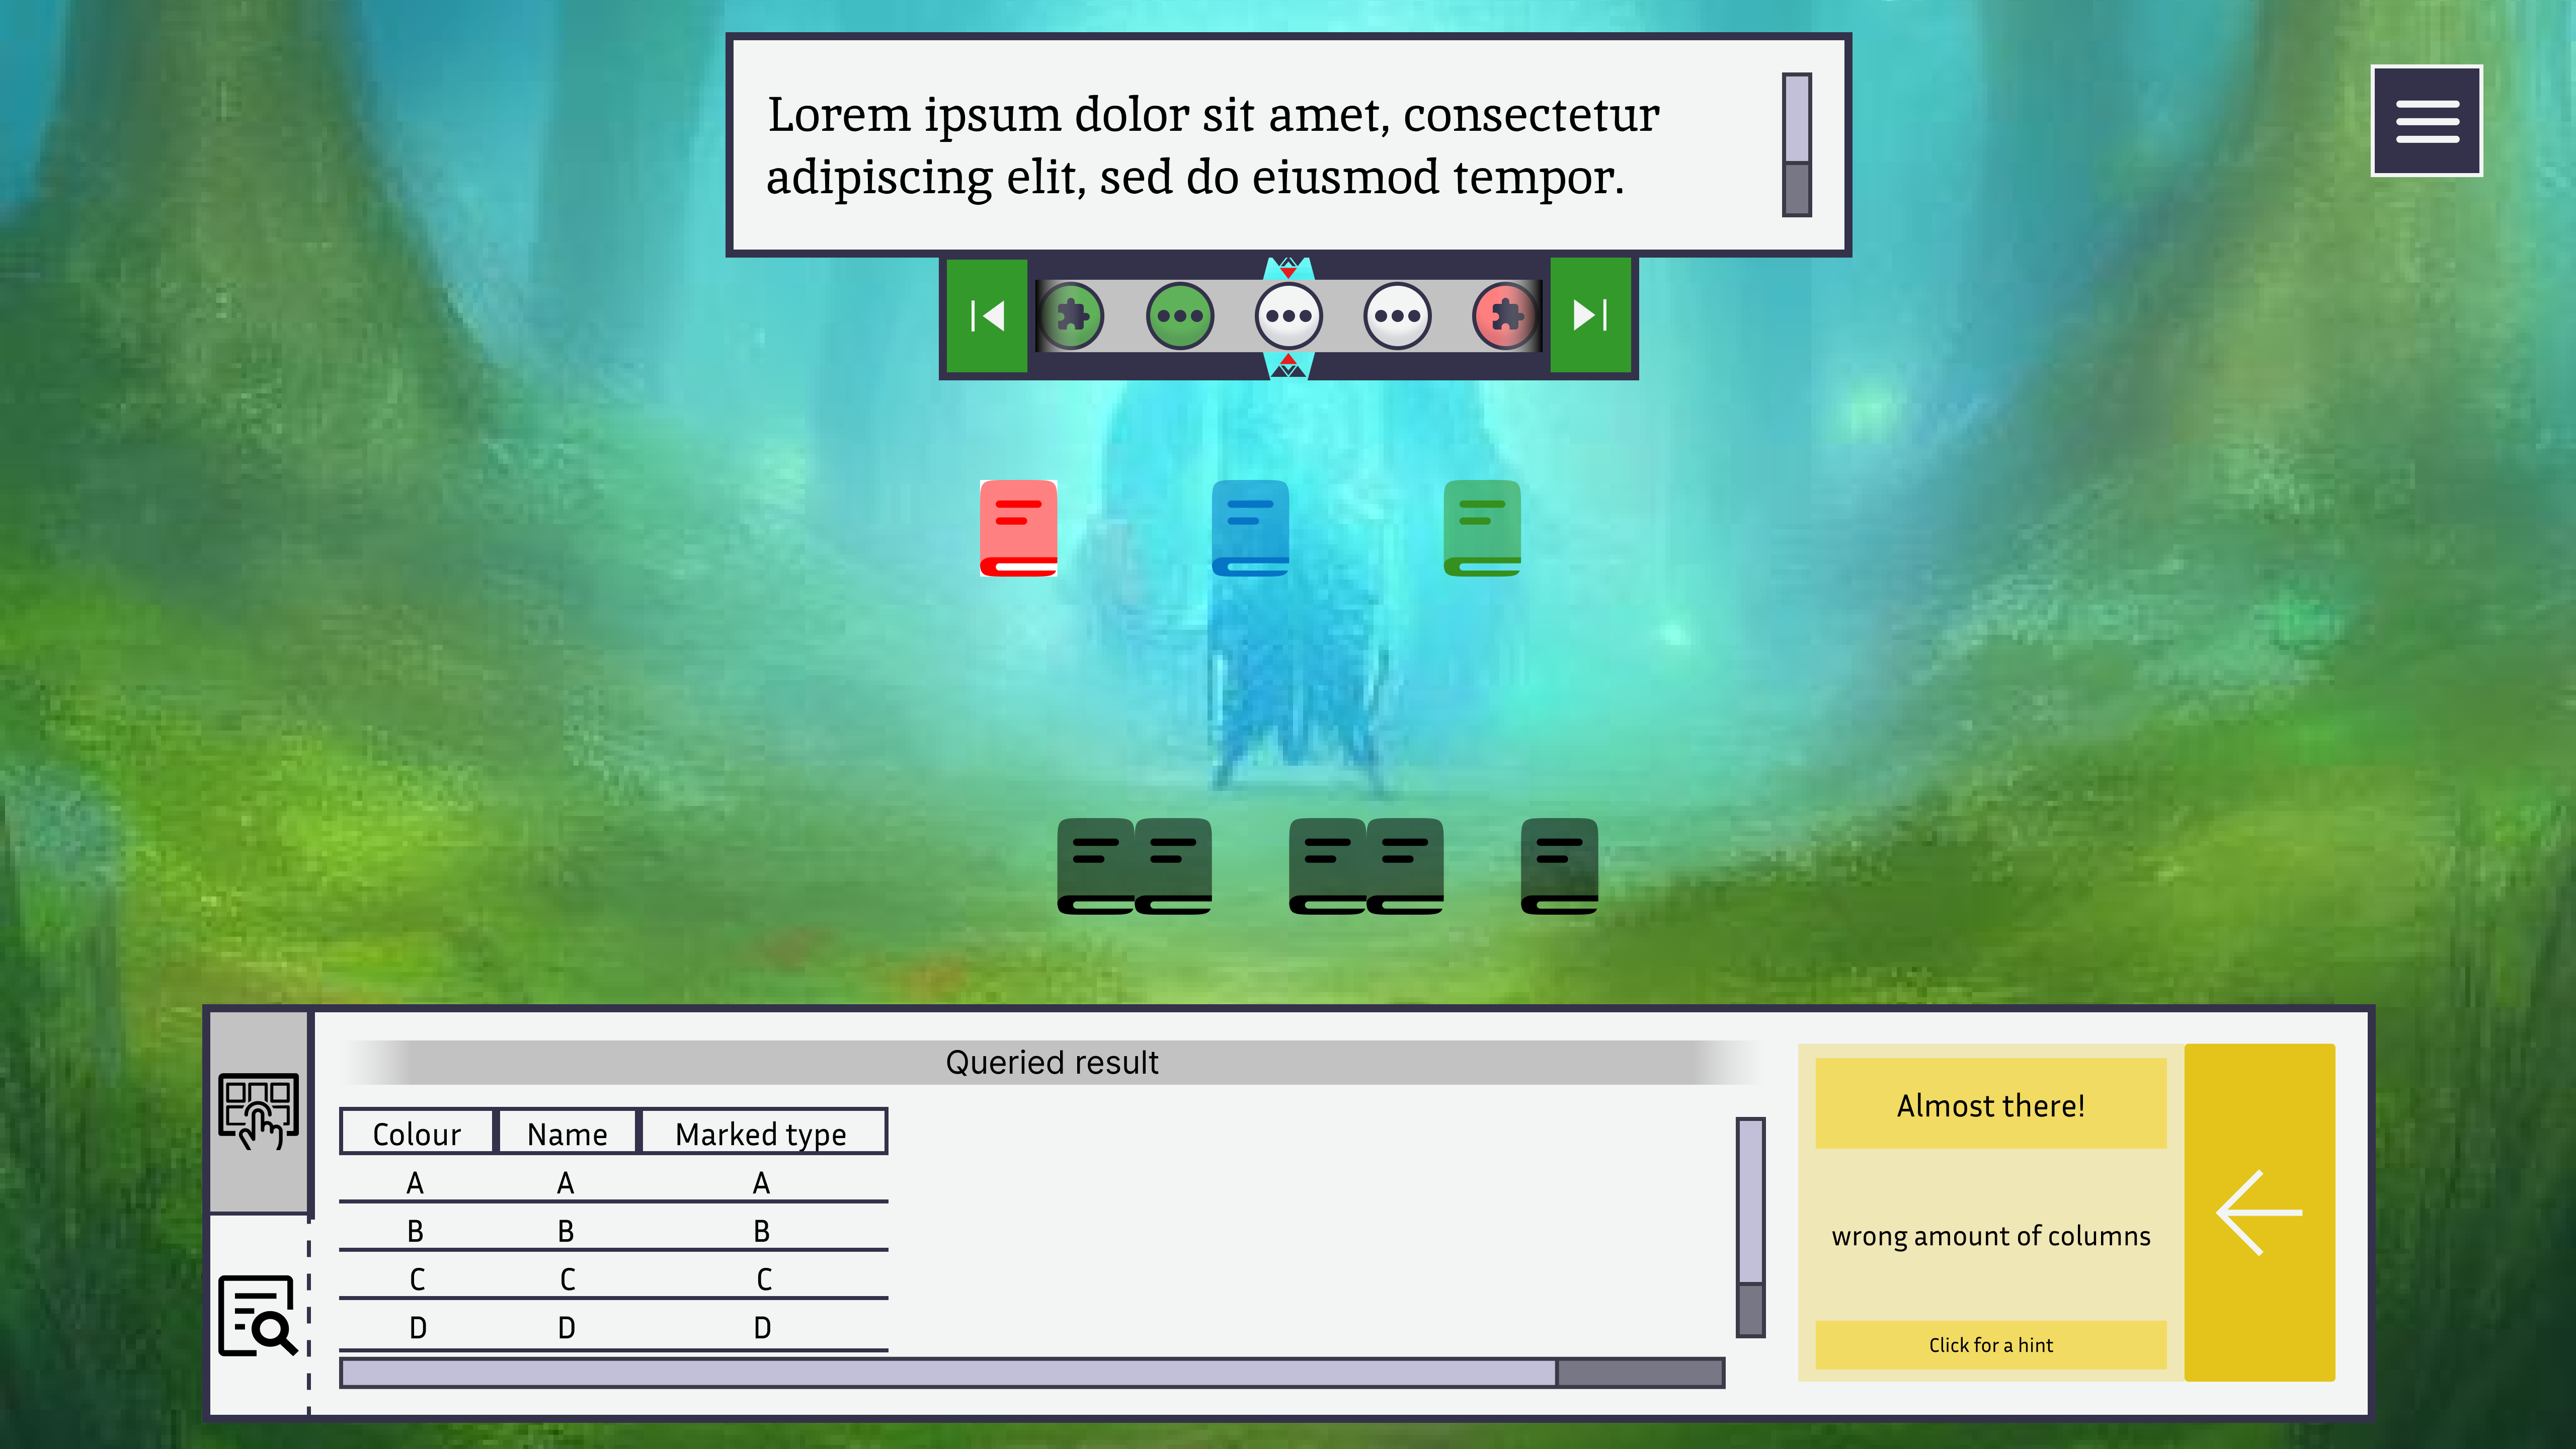 Lorem ipsum dolor sit amet, consectetur
adipiscing elit, sed do eiusmod tempor.
Queried result
Colour Name Marked type
A A A
B B B
C C C
D D D
Almost there!
wrong amount of columns
Click for a hint